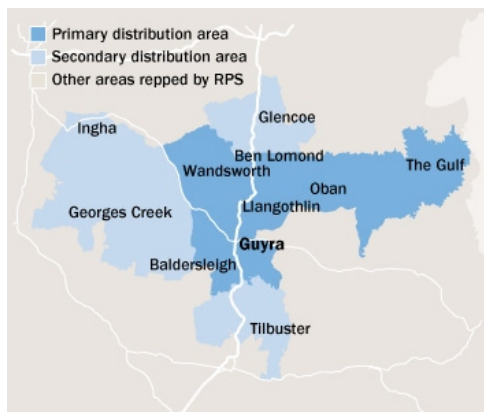 Primary distribution area
Secondary distribution area
Other areas repped by RPS
Glencoe
Ingha
Ben Lomond
The Gulf
Wandsworth
Oban
Llangothlin
Georges Creek
Guyra
Baldersleigh
Tilbuster